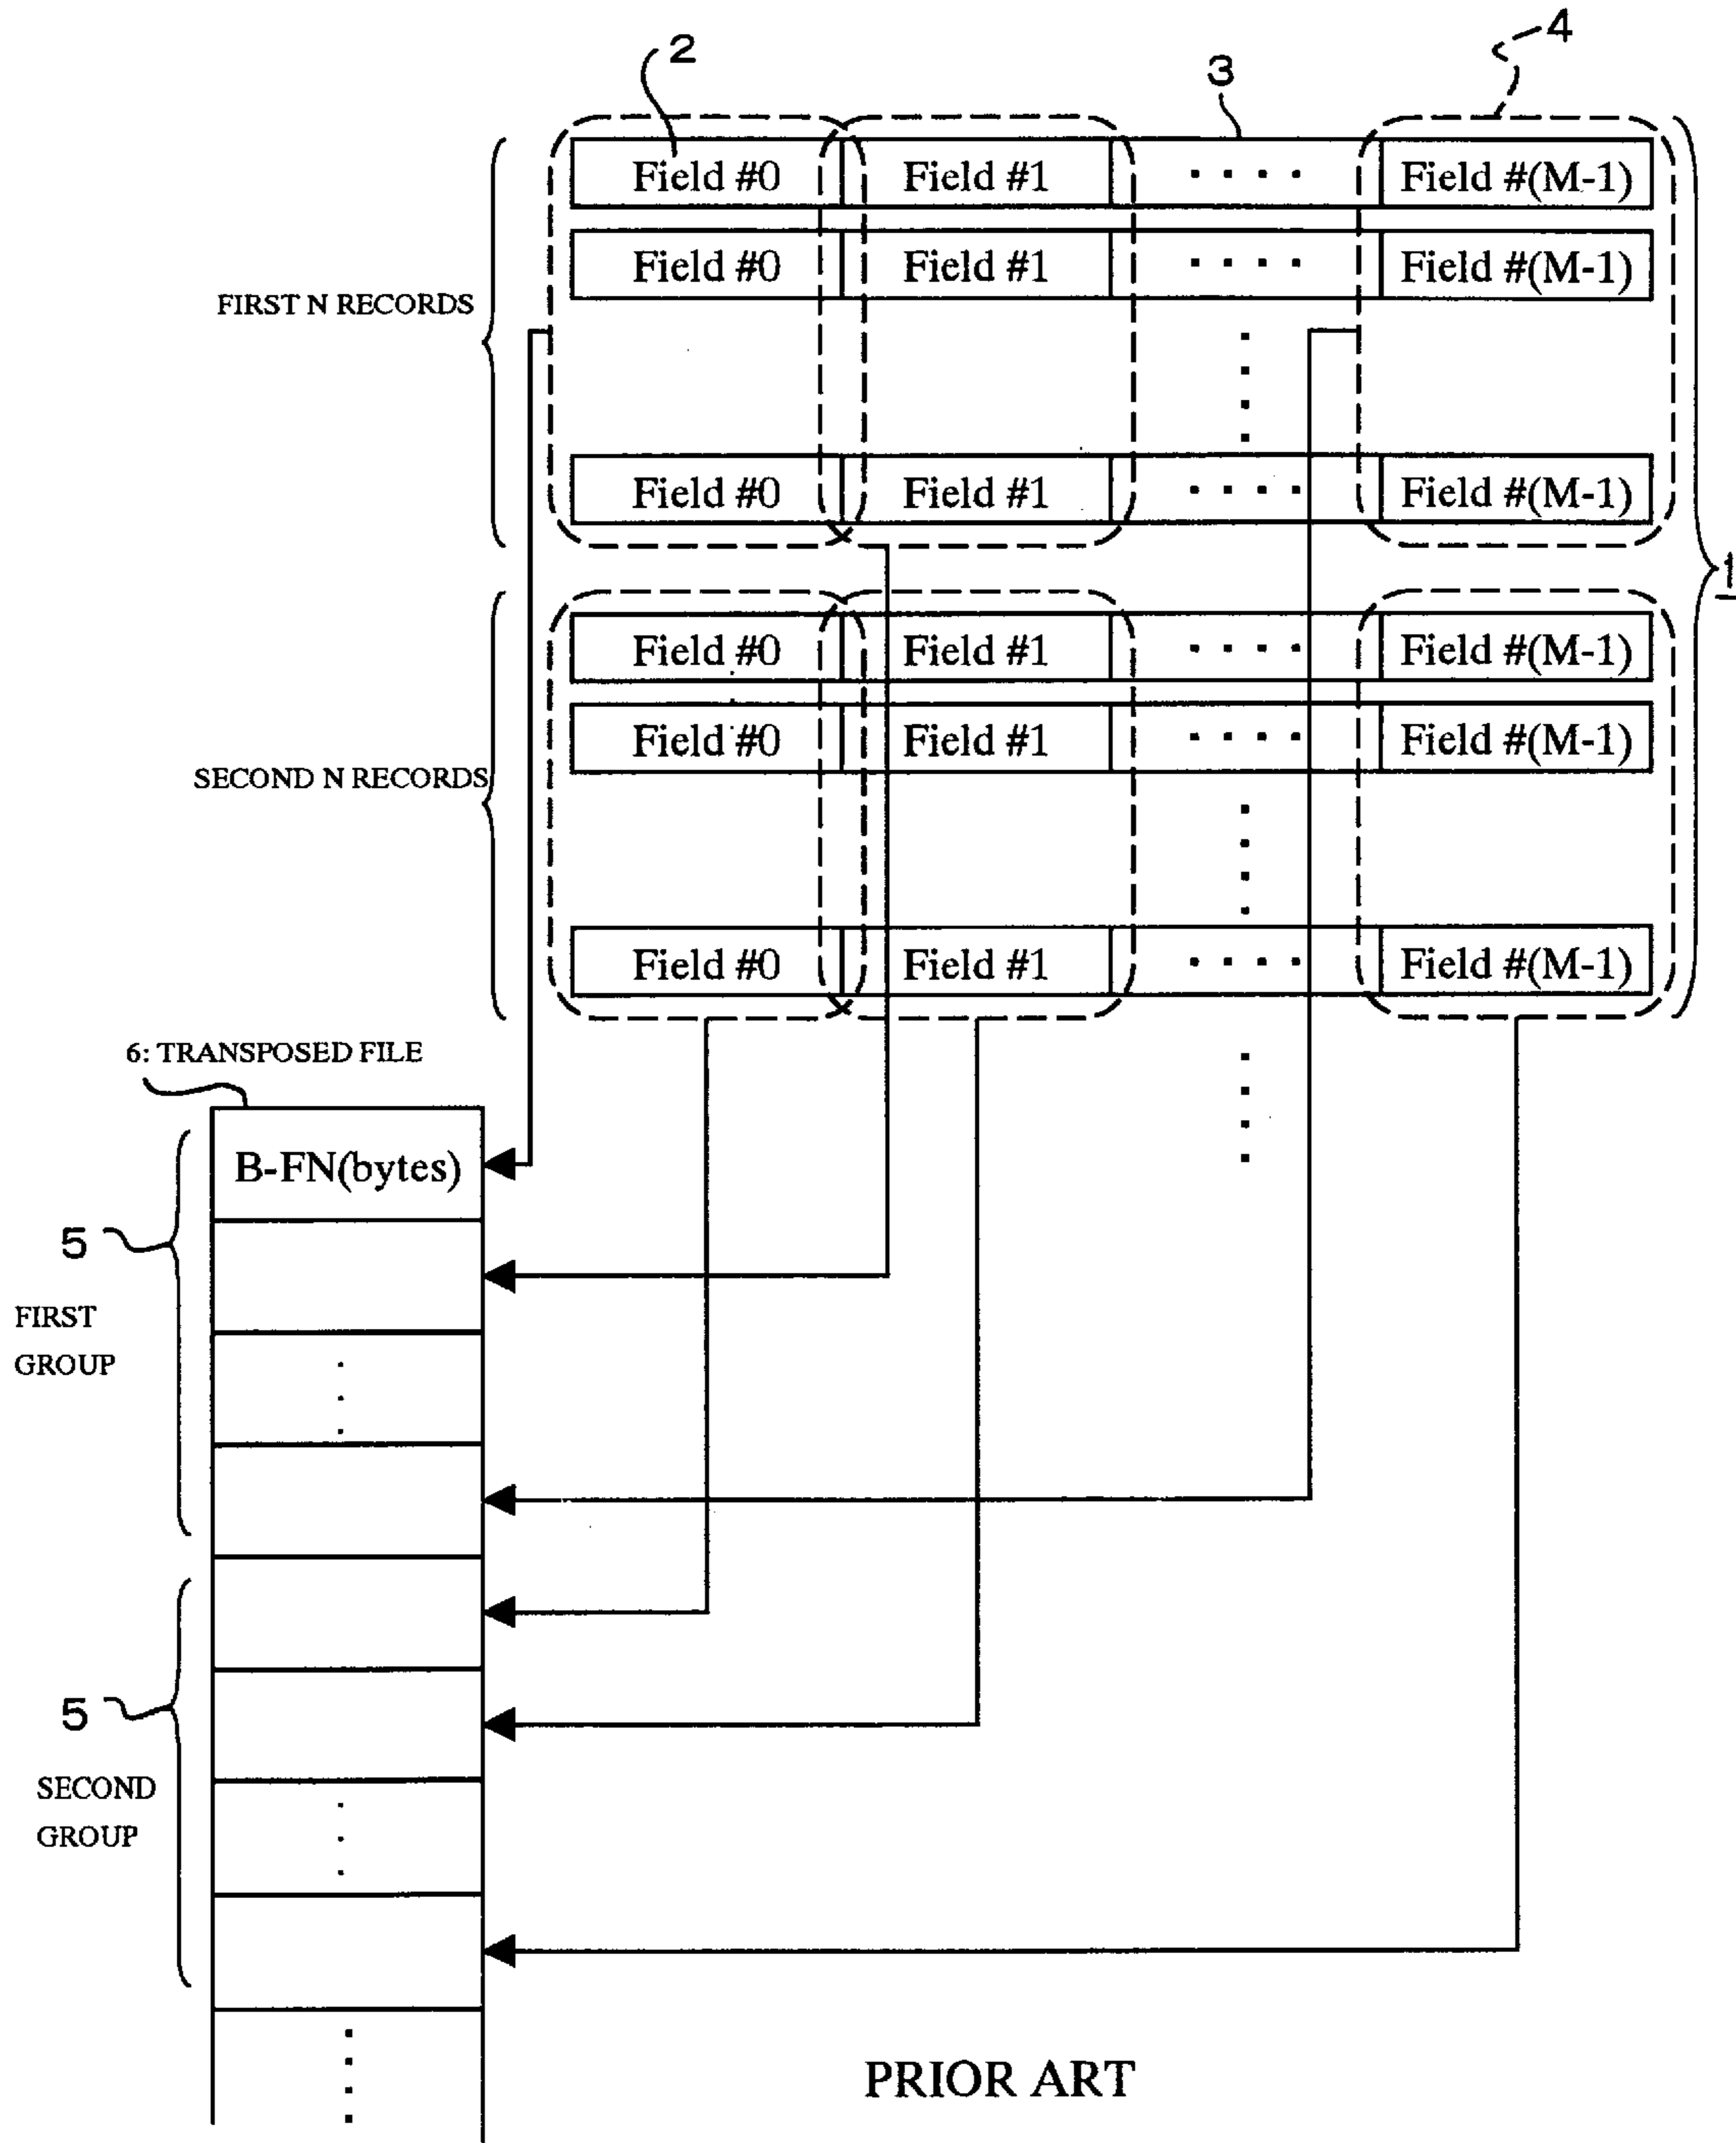 2
3
4
Field #0 Field #1 · · · · Field #(M-1)
Field #0 Field #1 · · · · Field #(M-1)
FIRST N RECORDS
Field #0 Field #1 · · · · Field #(M-1)
1
Field #0 Field #1 · · · · Field #(M-1)
Field #0 Field #1 · · · · Field #(M-1)
SECOND N RECORDS
Field #0 Field #1 · · · · Field #(M-1)
6: TRANSPOSED FILE
B-FN(bytes)
5
FIRST
GROUP
5
SECOND
GROUP
PRIOR ART